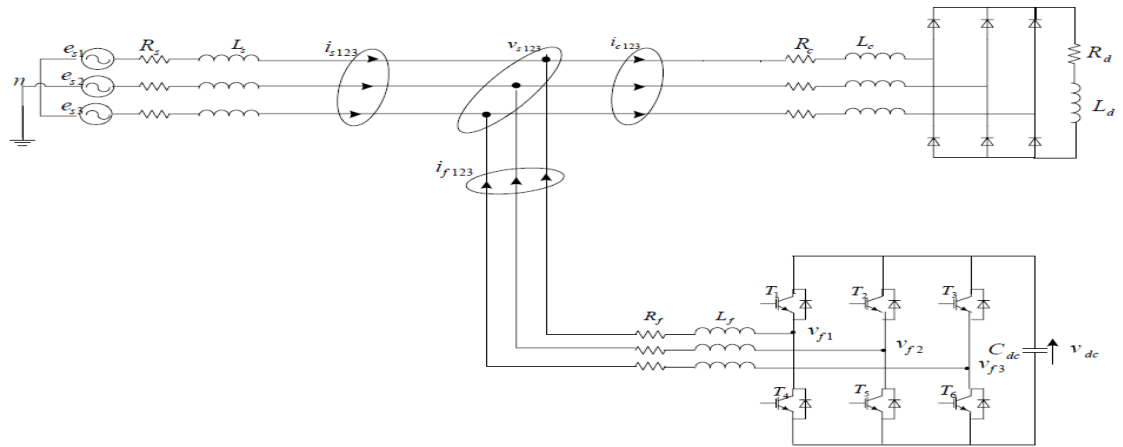 e_s1 R_s L_s i_s123 v_s123 i_c123 R_c L_c
n e_s2 R_d
e_s3 L_d
i_f123
T_1 T_2 T_3
R_f L_f v_f1 v_f2 C_dc v_dc
v_f3
T_4 T_5 T_6